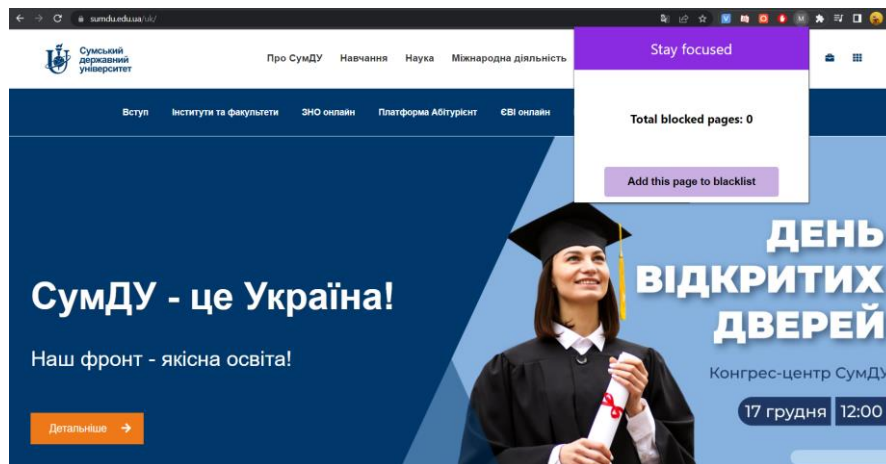 sumdu.edu.ua/uk/
Сумський
державний
університет
Про СумДУ Навчання Наука Міжнародна діяльність
Stay focused
Вступ Інститути та факультети ЗНО онлайн Платформа Абітурієнт ЄВІ онлайн
Total blocked pages: 0
Add this page to blacklist
ДЕНЬ
ВІДКРИТИХ
ДВЕРЕЙ
СумДУ - це Україна!
Наш фронт - якісна освіта!
Конгрес-центр СумДУ
17 грудня 12:00
Детальніше